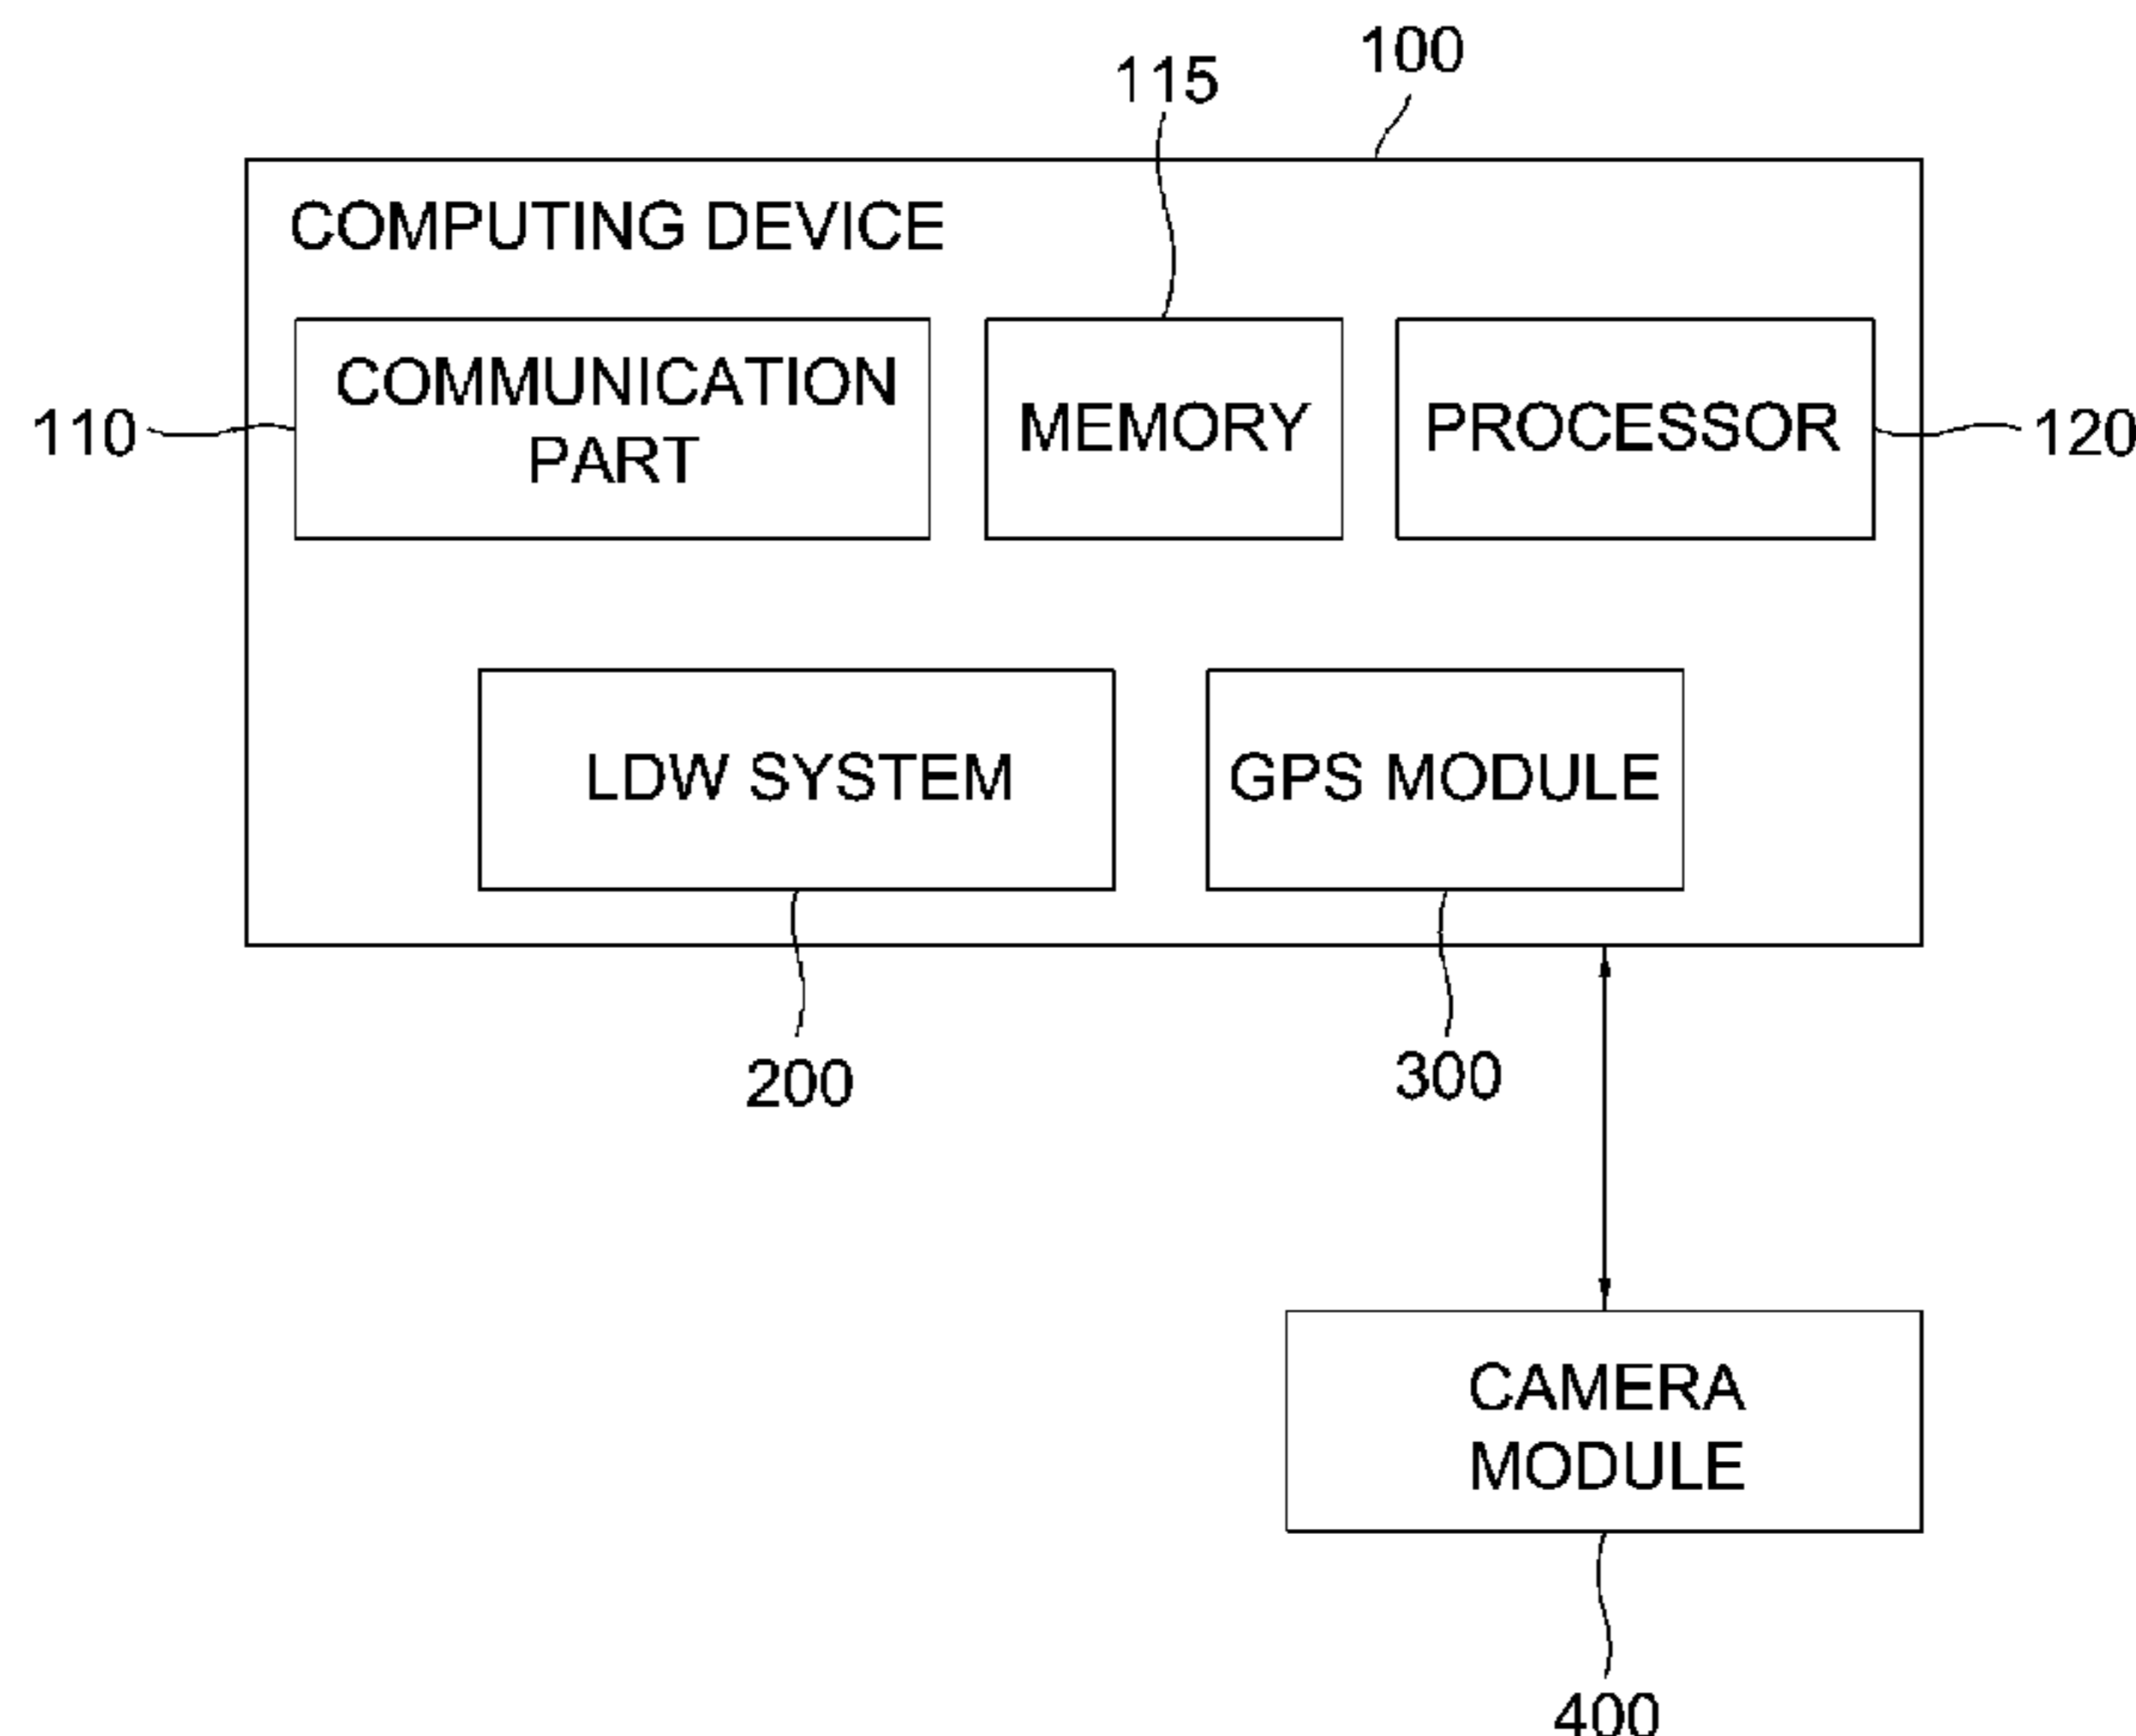 100
115
COMPUTING DEVICE
COMMUNICATION
PART
MEMORY
PROCESSOR
110
120
LDW SYSTEM
GPS MODULE
200
300
CAMERA
MODULE
400